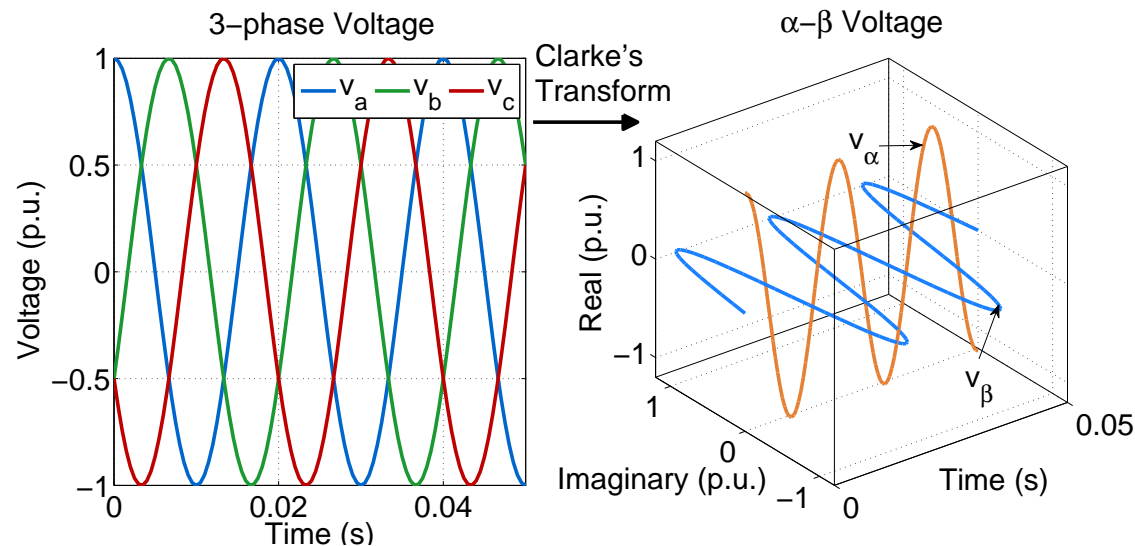 3−phase Voltage
Voltage (p.u.)
1
0.5
0
−0.5
−1
v_a v_b v_c
0 0.02 0.04
Time (s)
Clarke's
Transform
α−β Voltage
Real (p.u.)
1
0
−1
v_α
v_β
1
0
−1
Imaginary (p.u.)
0
0.05
Time (s)